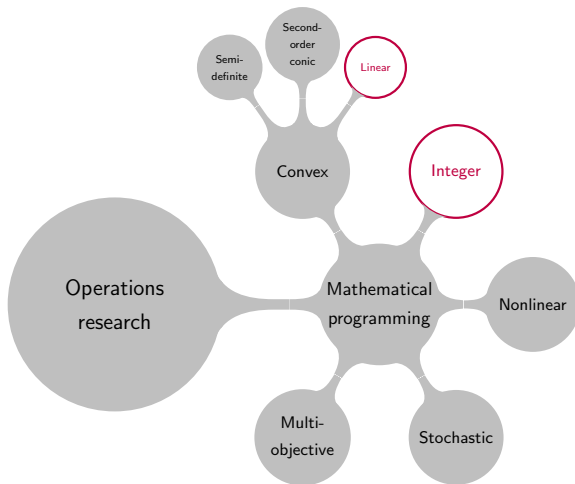 Second-
order
conic
Semi-
definite
Linear
Convex
Integer
Operations
research
Mathematical
programming
Nonlinear
Multi-
objective
Stochastic